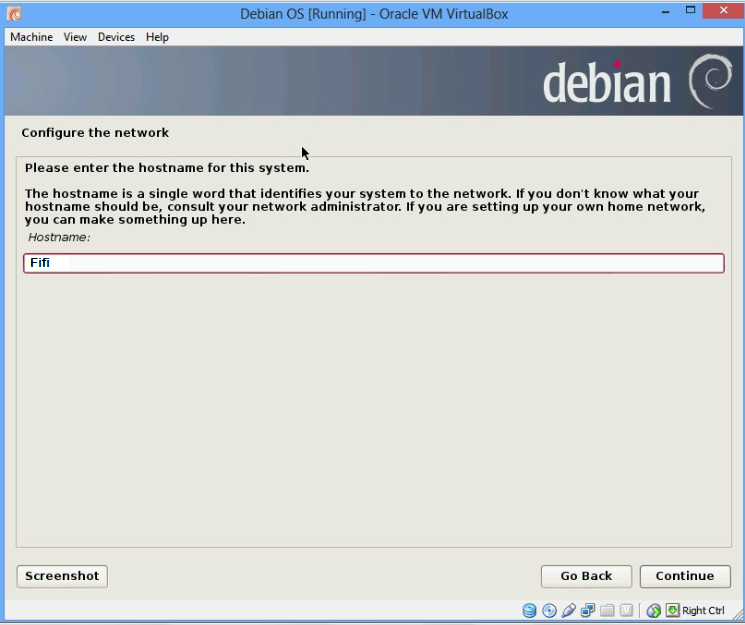 Debian OS [Running] - Oracle VM VirtualBox
Machine View Devices Help
debian
Configure the network
Please enter the hostname for this system.
The hostname is a single word that identifies your system to the network. If you don't know what your
hostname should be, consult your network administrator. If you are setting up your own home network,
you can make something up here.
Hostname:
Fifi
Screenshot
Go Back
Continue
Right Ctrl